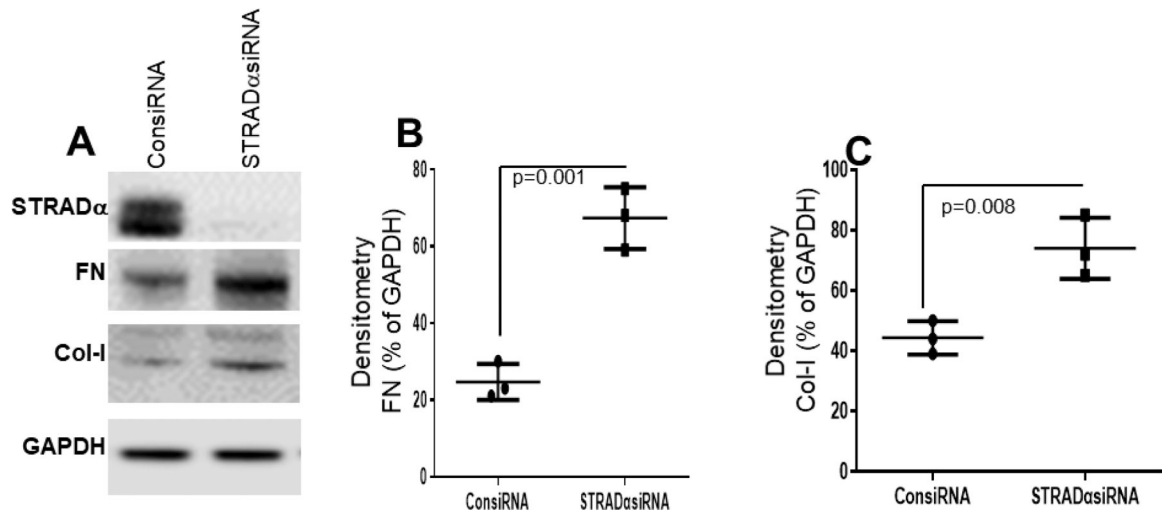 A
ConsiRNA
STRADαsiRNA
STRADα
FN
Col-I
GAPDH
B
Densitometry
FN (% of GAPDH)
80
60
40
20
0
p=0.001
ConsiRNA
STRADαsiRNA
C
Densitometry
Col-I (% of GAPDH)
100
80
60
40
20
0
p=0.008
ConsiRNA
STRADαsiRNA